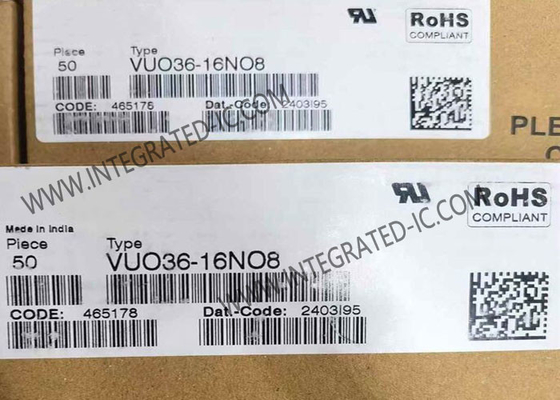 RoHS
COMPLIANT
Piece Type
50 VUO36-16NO8
CODE: 465178 Dat.-Code: 2403I95
WWW.INTEGRATED-IC.COM
PLE
RoHS
COMPLIANT
Made in India
Piece Type
50 VUO36-16NO8
WWW.INTEGRATED-IC.COM
CODE: 465178 Dat.-Code: 2403I95